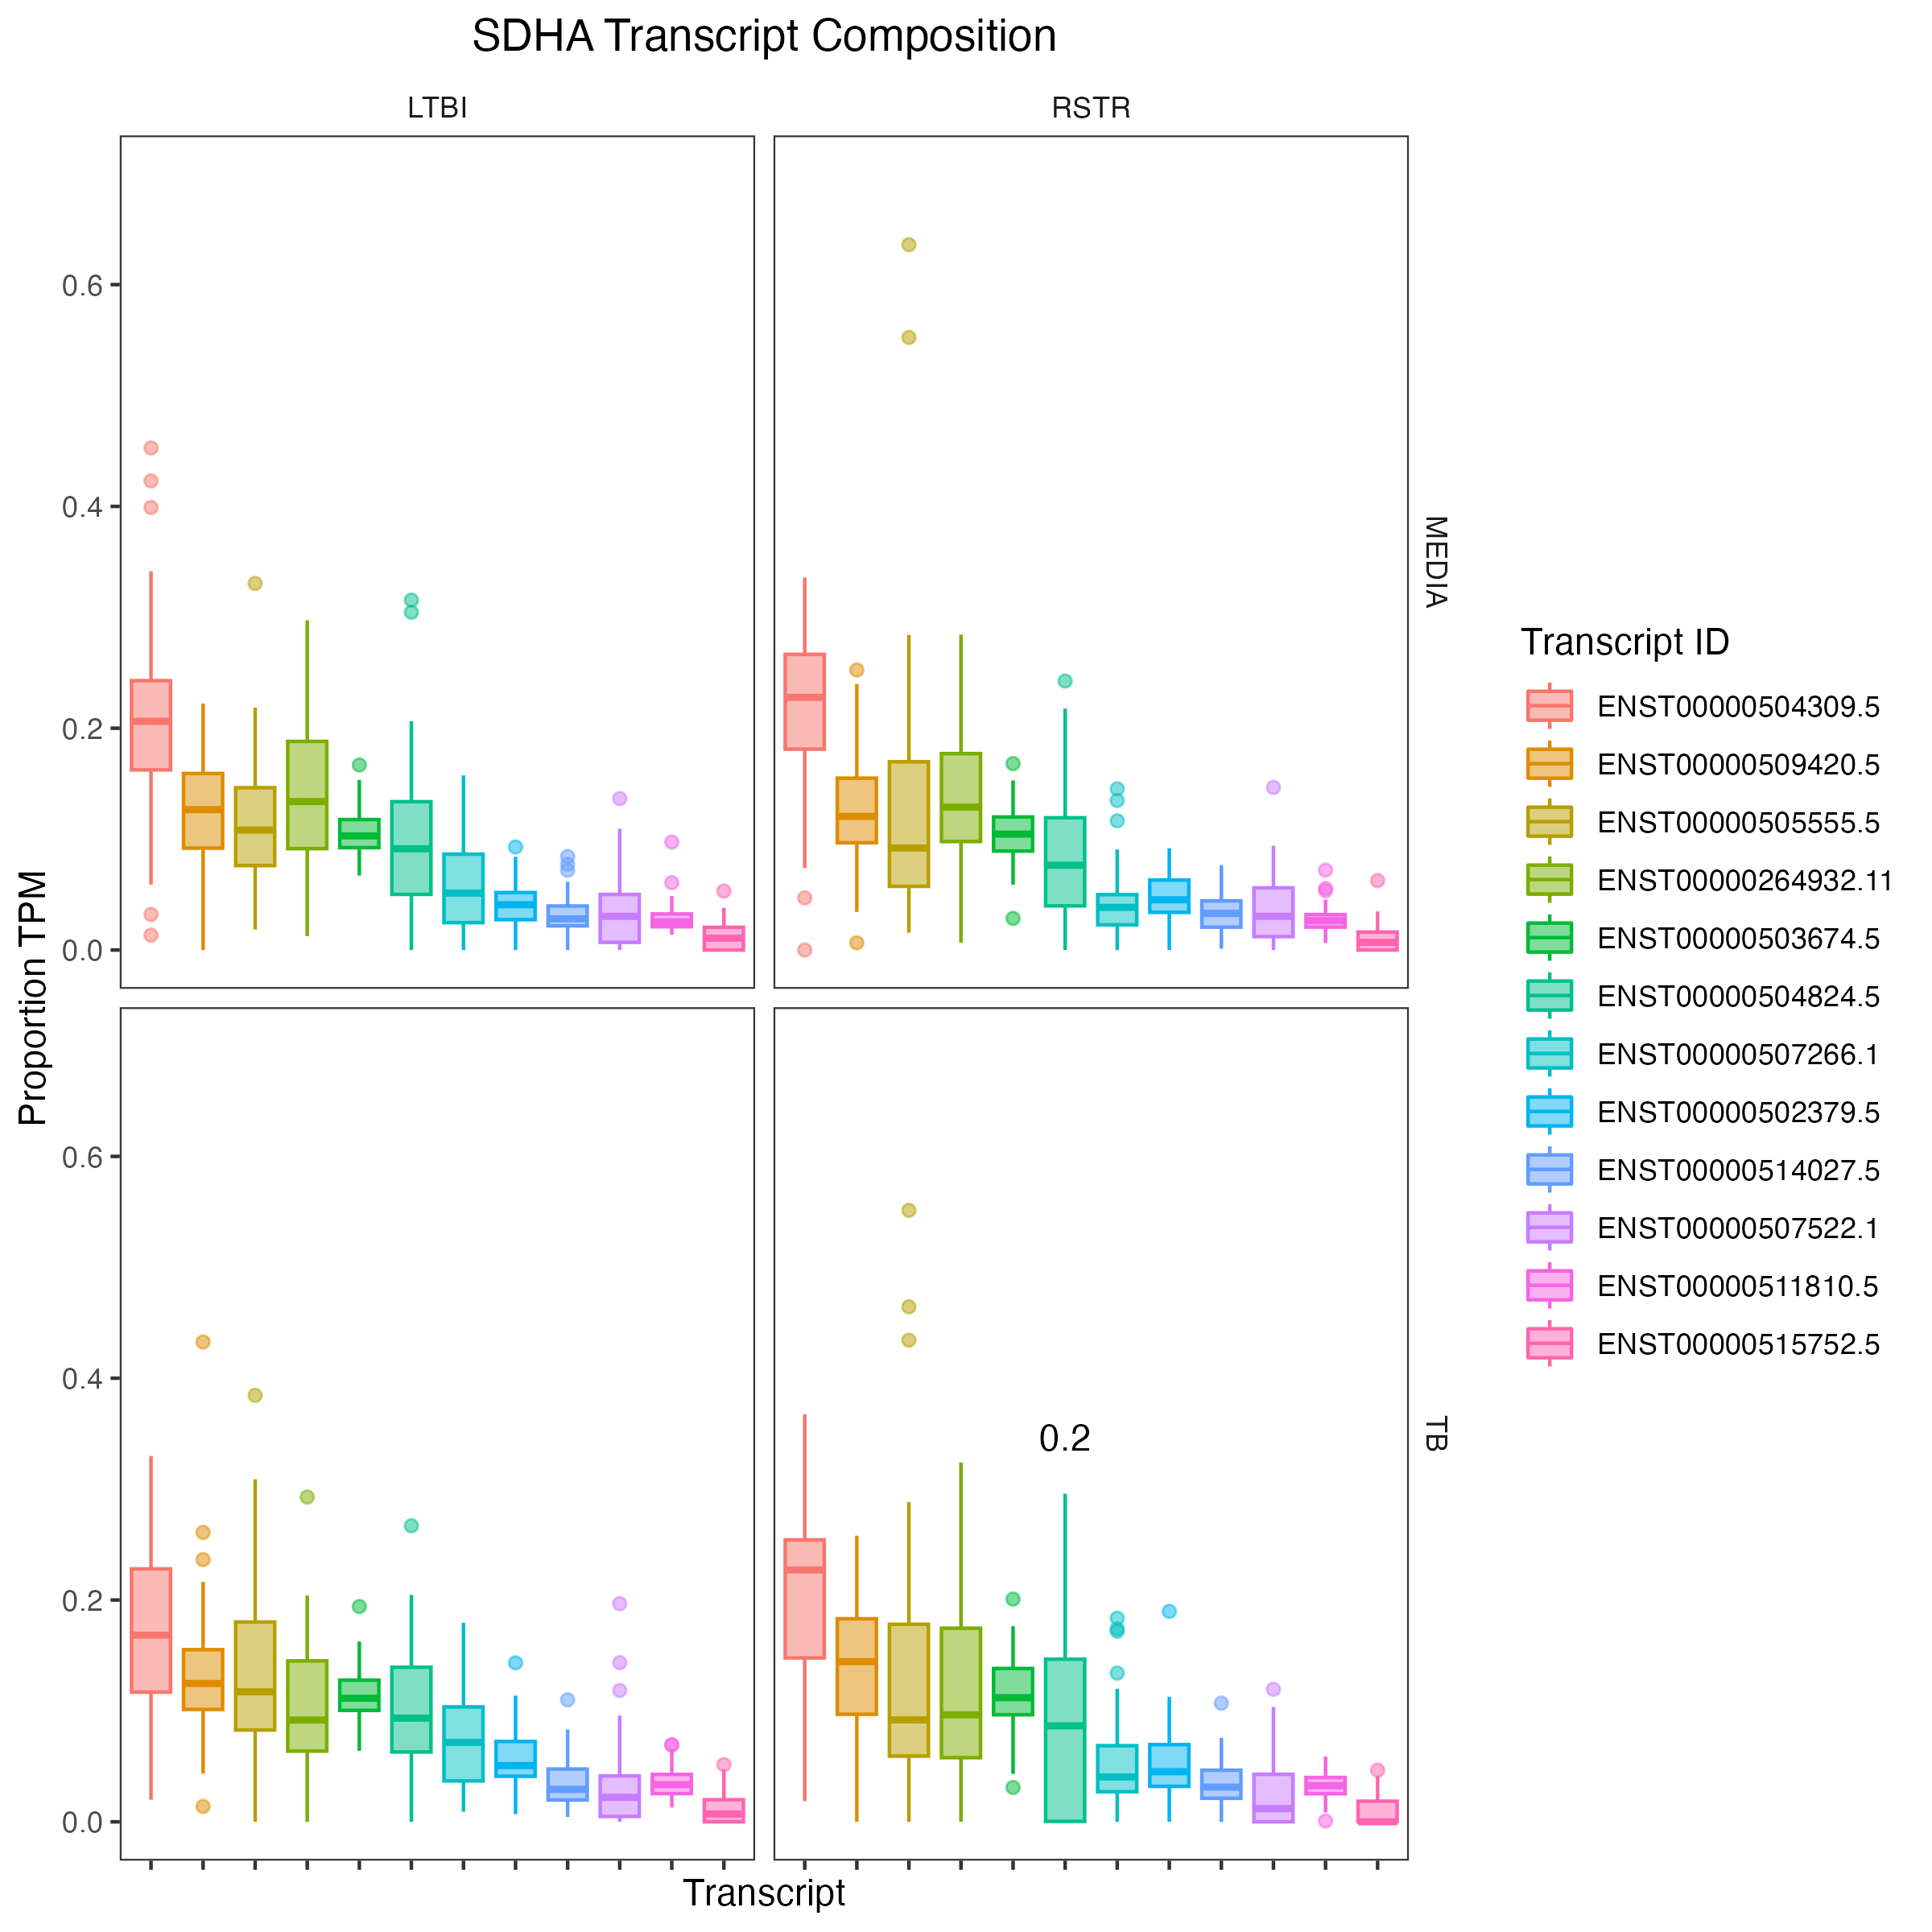 SDHA Transcript Composition
LTBI
RSTR
0.6
0.4
0.2
0.0
MEDIA
0.6
0.4
0.2
0.0
0.2
TB
Proportion TPM
Transcript
Transcript ID
ENST00000504309.5
ENST00000509420.5
ENST00000505555.5
ENST00000264932.11
ENST00000503674.5
ENST00000504824.5
ENST00000507266.1
ENST00000502379.5
ENST00000514027.5
ENST00000507522.1
ENST00000511810.5
ENST00000515752.5